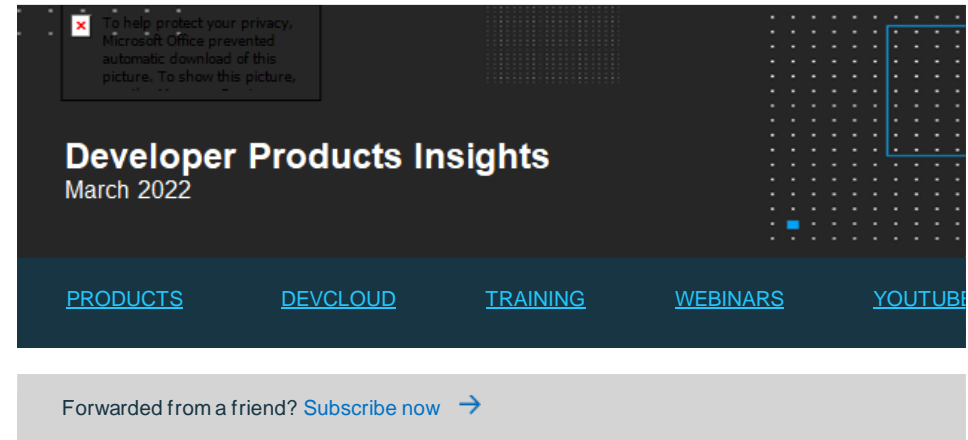 To help protect your privacy,
Microsoft Office prevented
automatic download of this
picture. To show this picture,
Developer Products Insights
March 2022
PRODUCTS DEVCLOUD TRAINING WEBINARS YOUTUBE
Forwarded from a friend? Subscribe now